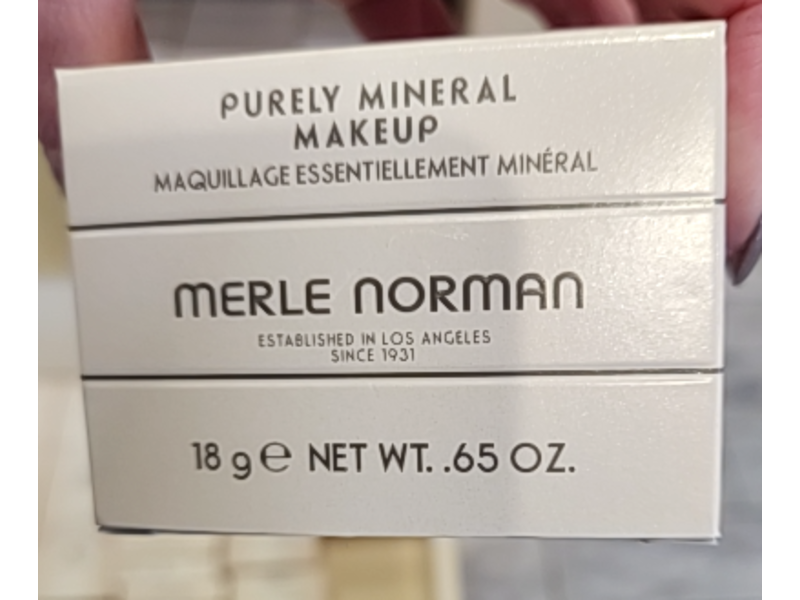 PURELY MINERAL
MAKEUP
MAQUILLAGE ESSENTIELLEMENT MINÉRAL
MERLE NORMAN
ESTABLISHED IN LOS ANGELES
SINCE 1931
18 g ℮ NET WT. .65 OZ.